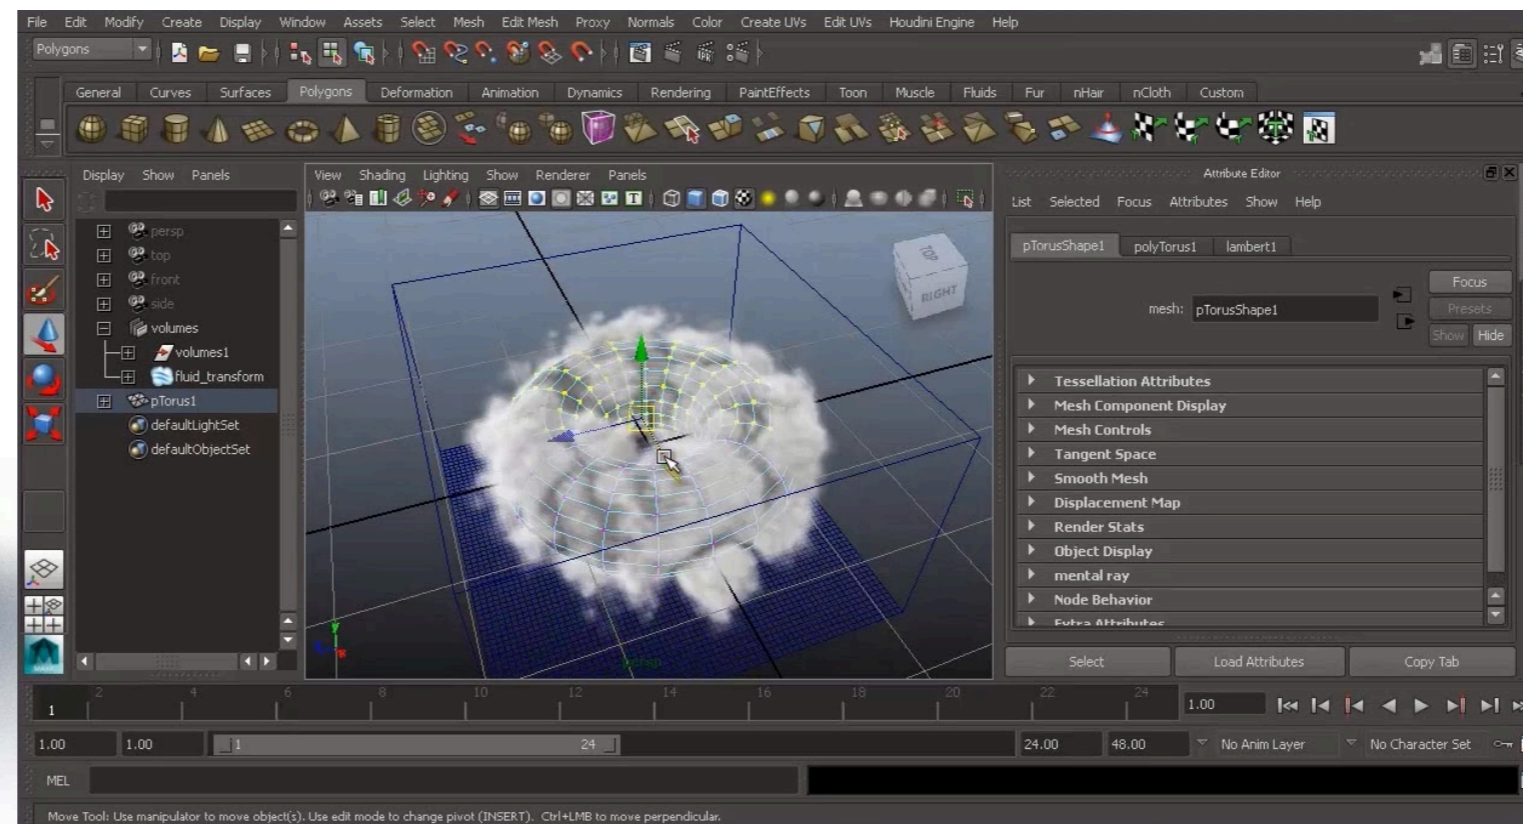 File Edit Modify Create Display Window Assets Select Mesh Edit Mesh Proxy Normals Color Create UVs Edit UVs Houdini Engine Help
Polygons
General Curves Surfaces Polygons Deformation Animation Dynamics Rendering PaintEffects Toon Muscle Fluids Fur nHair nCloth Custom
Display Show Panels
View Shading Lighting Show Renderer Panels
Attribute Editor
List Selected Focus Attributes Show Help
persp
top
front
side
volumes
volumes1
fluid_transform
pTorus1
defaultLightSet
defaultObjectSet
TOP
RIGHT
persp
pTorusShape1 polyTorus1 lambert1
Focus
mesh: pTorusShape1
Presets
Show Hide
Tessellation Attributes
Mesh Component Display
Mesh Controls
Tangent Space
Smooth Mesh
Displacement Map
Render Stats
Object Display
mental ray
Node Behavior
Extra Attributes
Select Load Attributes Copy Tab
2 4 6 8 10 12 14 16 18 20 22 24
1
1.00
1.00 1.00 1 24 24.00 48.00 No Anim Layer No Character Set
MEL
Move Tool: Use manipulator to move object(s). Use edit mode to change pivot (INSERT). Ctrl+LMB to move perpendicular.